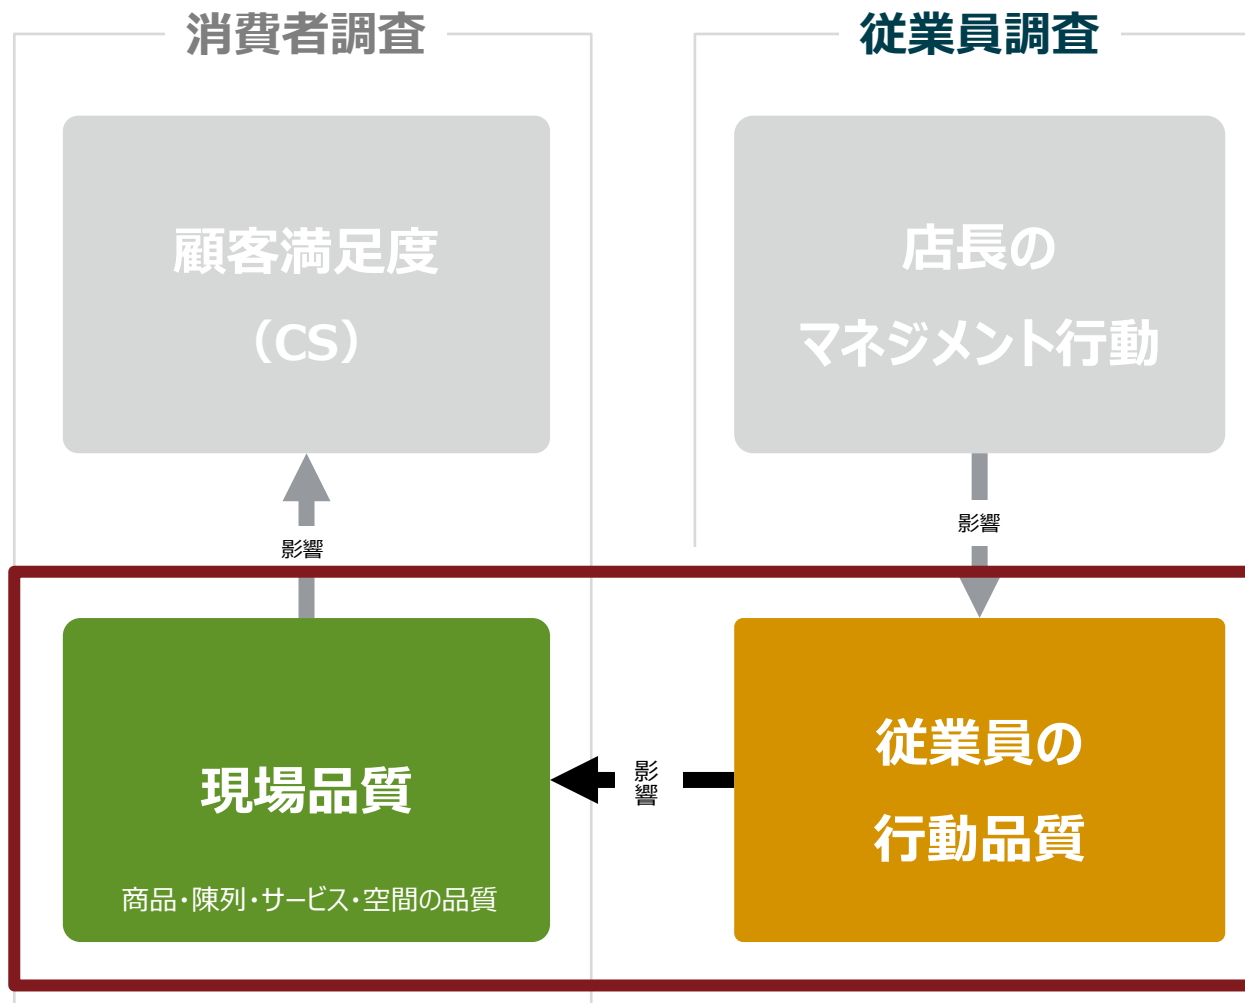 消費者調査
従業員調査
顧客満足度
（CS）
店長の
マネジメント行動
影響
影響
現場品質
商品・陳列・サービス・空間の品質
影響
従業員の
行動品質